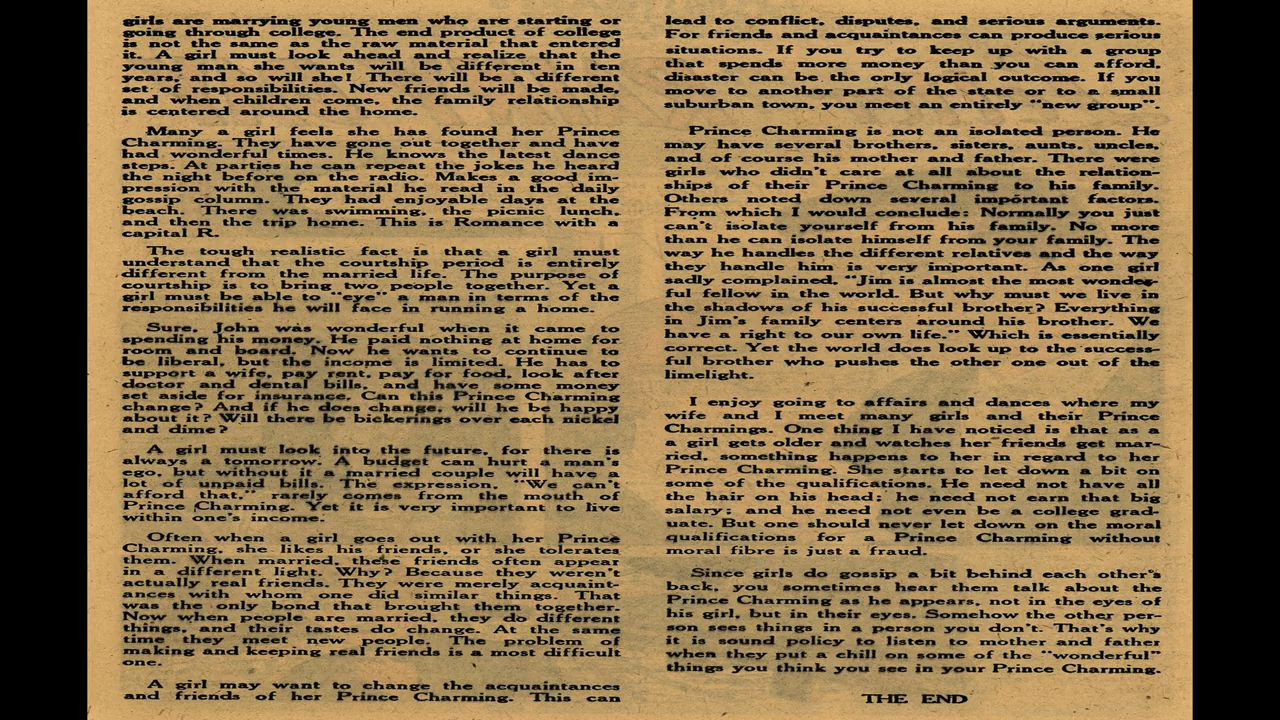 girls are marrying young men who are starting or
going through college. The end product of college
is not the same as the raw material that entered
it. A girl must look ahead and realize that the
young man she wants will be different in ten
years, and so will she! There will be a different
set of responsibilities. New friends will be made,
and when children come, the family relationship
is centered around the home.
Many a girl feels she has found her Prince
Charming. They have gone out together and have
had wonderful times. He knows the latest dance
steps. At parties he can repeat the jokes he heard
the night before on the radio. Makes a good im-
pression with the material he read in the daily
gossip column. They had enjoyable days at the
beach. There was swimming, the picnic lunch,
and then the trip home. This is Romance with a
capital R.
The tough realistic fact is that a girl must
understand that the courtship period is entirely
different from the married life. The purpose of
courtship is to bring two people together. Yet a
girl must be able to "eye" a man in terms of the
responsibilities he will face in running a home.
Sure, John was wonderful when it came to
spending his money. He paid nothing at home for
room and board. Now he wants to continue to
be liberal, but the income is limited. He has to
support a wife, pay rent, pay for food, look after
doctor and dental bills, and have some money
set aside for insurance. Can this Prince Charming
change? And if he does change, will he be happy
about it? Will there be bickerings over each nickel
and dime?
A girl must look into the future, for there is
always a tomorrow. A budget can hurt a man's
ego, but without it a married couple will have a
lot of unpaid bills. The expression, "We can't
afford that," rarely comes from the mouth of
Prince Charming. Yet it is very important to live
within one's income.
Often when a girl goes out with her Prince
Charming, she likes his friends, or she tolerates
them. When married, these friends often appear
in a different light. Why? Because they weren't
actually real friends. They were merely acquaint-
ances with whom one did similar things. That
was the only bond that brought them together.
Now when people are married, they do different
things, and their tastes do change. At the same
time they meet new people. The problem of
making and keeping real friends is a most difficult
one.
A girl may want to change the acquaintances
and friends of her Prince Charming. This can
lead to conflict, disputes, and serious arguments.
For friends and acquaintances can produce serious
situations. If you try to keep up with a group
that spends more money than you can afford,
disaster can be the only logical outcome. If you
move to another part of the state or to a small
suburban town, you meet an entirely "new group".
Prince Charming is not an isolated person. He
may have several brothers, sisters, aunts, uncles,
and of course his mother and father. There were
girls who didn't care at all about the relation-
ships of their Prince Charming to his family.
Others noted down several important factors.
From which I would conclude: Normally you just
can't isolate yourself from his family. No more
than he can isolate himself from your family. The
way he handles the different relatives and the way
they handle him is very important. As one girl
sadly complained, "Jim is almost the most wonder-
ful fellow in the world. But why must we live in
the shadows of his successful brother? Everything
in Jim's family centers around his brother. We
have a right to our own life." Which is essentially
correct. Yet the world does look up to the success-
ful brother who pushes the other one out of the
limelight.
I enjoy going to affairs and dances where my
wife and I meet many girls and their Prince
Charmings. One thing I have noticed is that as a
a girl gets older and watches her friends get mar-
ried, something happens to her in regard to her
Prince Charming. She starts to let down a bit on
some of the qualifications. He need not have all
the hair on his head; he need not earn that big
salary; and he need not even be a college grad-
uate. But one should never let down on the moral
qualifications for a Prince Charming without
moral fibre is just a fraud.
Since girls do gossip a bit behind each other's
back, you sometimes hear them talk about the
Prince Charming as he appears, not in the eyes of
his girl, but in their eyes. Somehow the other per-
son sees things in a person you don't. That's why
it is sound policy to listen to mother and father
when they put a chill on some of the "wonderful"
things you think you see in your Prince Charming.
THE END